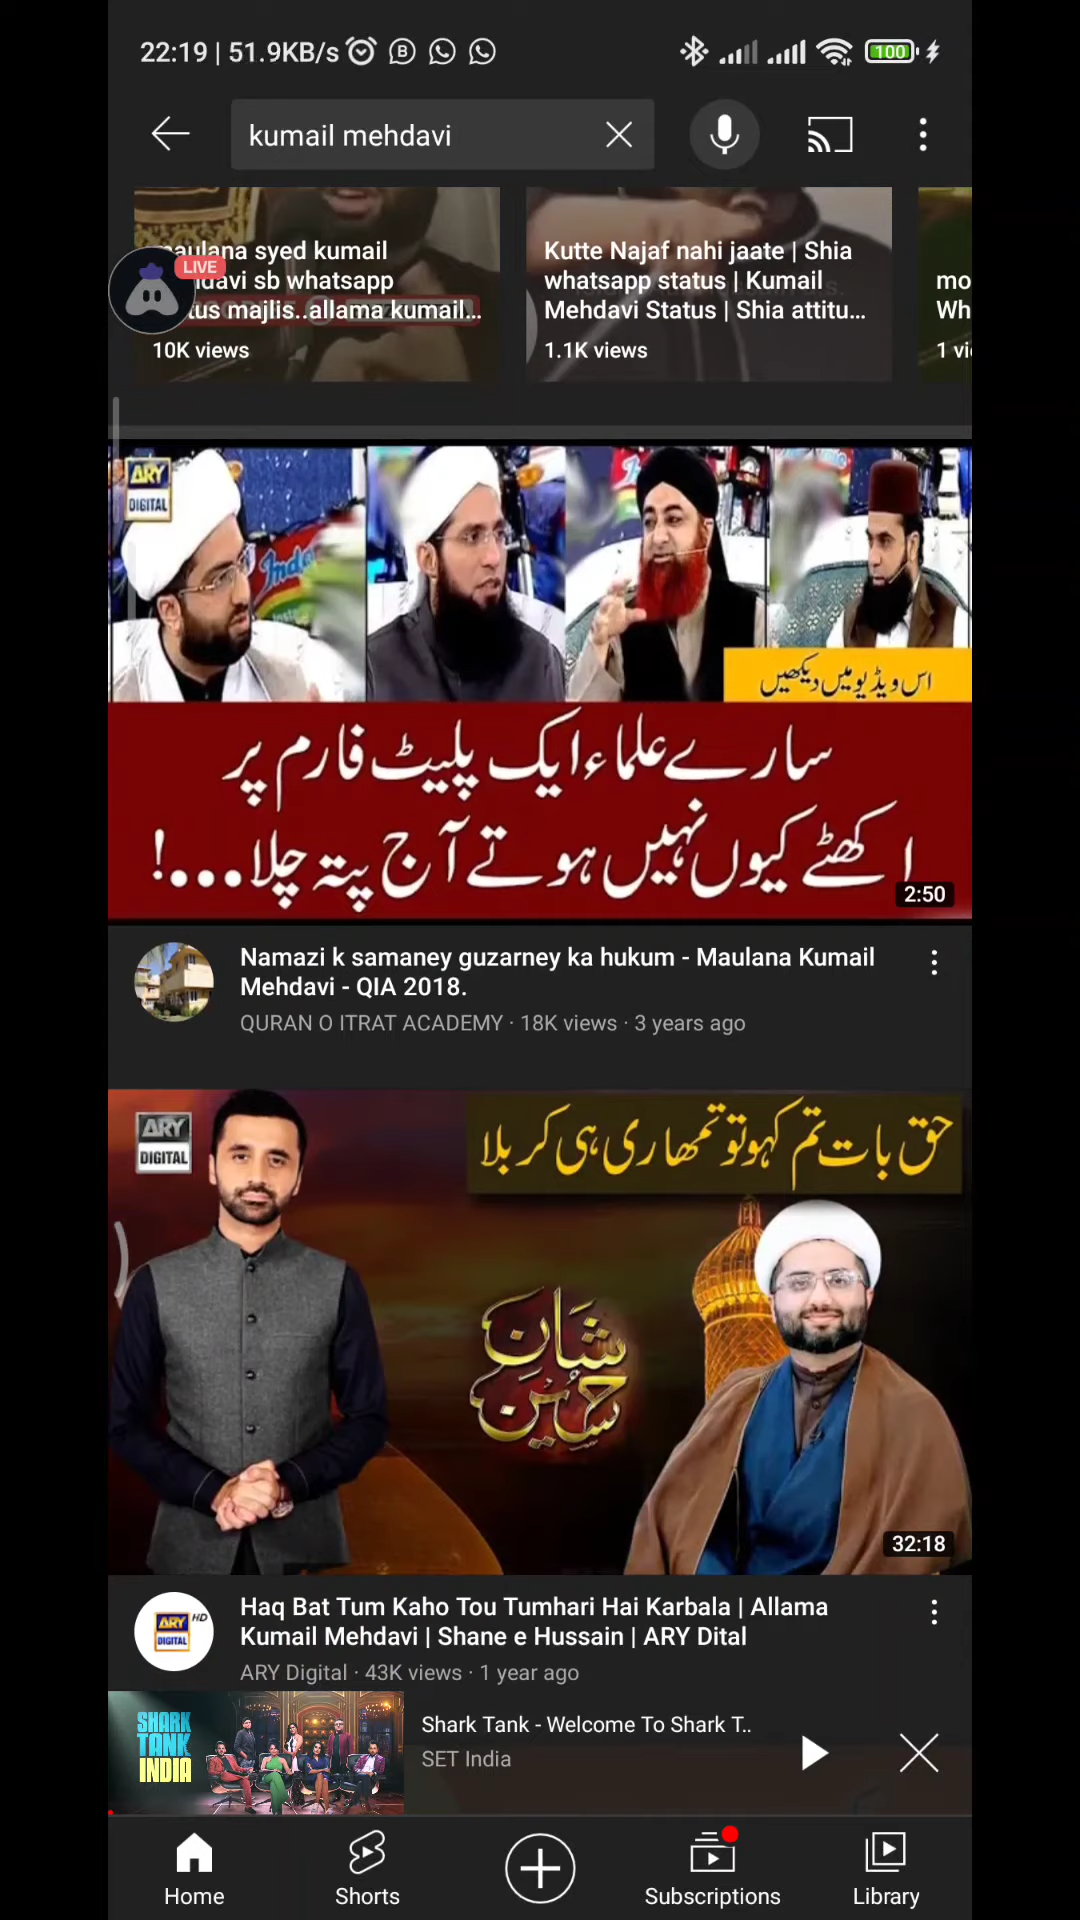 22:19 | 51.9KB/s
100
kumail mehdavi
maulana syed kumail
davi sb whatsapp
tus majlis..allama kumail...
10K views
LIVE
Kutte Najaf nahi jaate | Shia
whatsapp status | Kumail
Mehdavi Status | Shia attitu...
1.1K views
mo
Wh
1 vi
ARY
DIGITAL
Indo
اس ویڈیو میں دیکھیں
سارے علماء ایک پلیٹ فارم پر
اکھٹے کیوں نہیں ہوتے آج پتہ چلا...!
2:50
Namazi k samaney guzarney ka hukum - Maulana Kumail
Mehdavi - QIA 2018.
QURAN O ITRAT ACADEMY · 18K views · 3 years ago
ARY
DIGITAL
حق بات تم کہو تو تمھاری ہی کربلا
شان
حسین
32:18
ARY HD
DIGITAL
Haq Bat Tum Kaho Tou Tumhari Hai Karbala | Allama
Kumail Mehdavi | Shane e Hussain | ARY Dital
ARY Digital · 43K views · 1 year ago
SHARK
TANK
INDIA
Shark Tank - Welcome To Shark T..
SET India
Home
Shorts
Subscriptions
Library